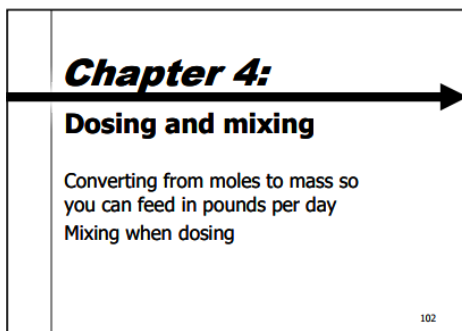 Chapter 4:
Dosing and mixing
Converting from moles to mass so
you can feed in pounds per day
Mixing when dosing
102